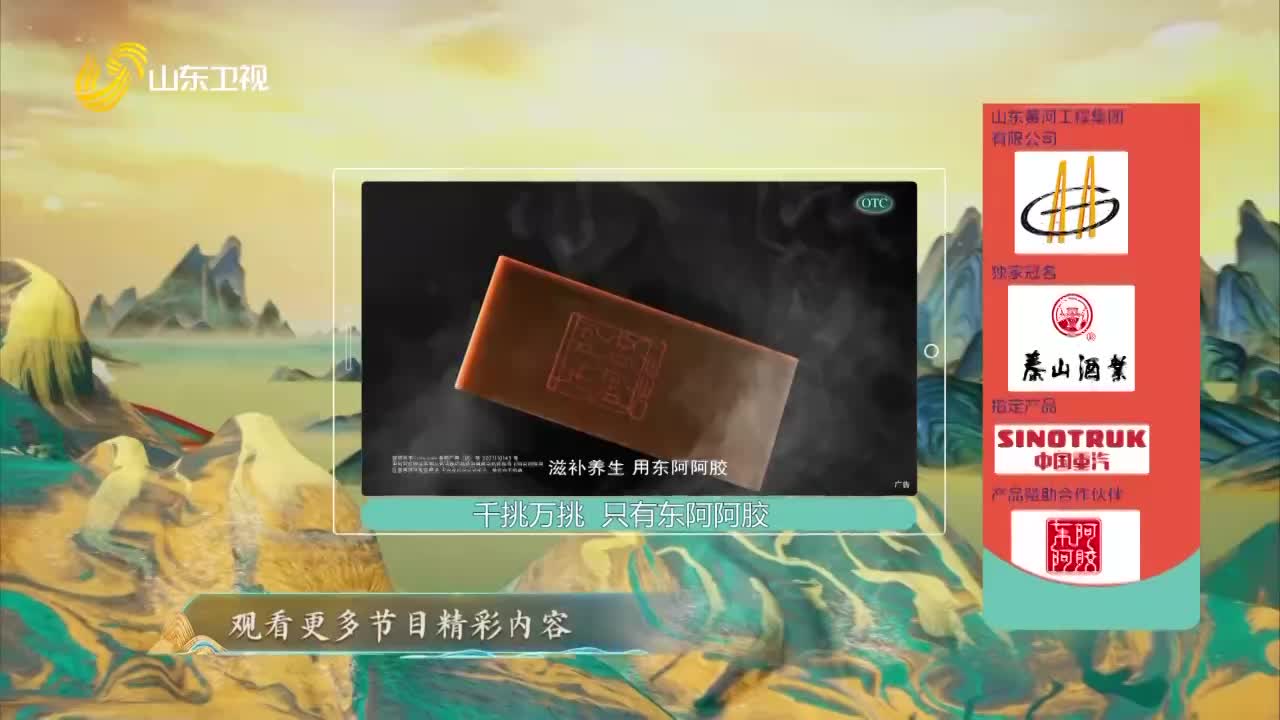 山东卫视
OTC
滋补养生 用东阿阿胶
广告
千挑万挑 只有东阿阿胶
观看更多节目精彩内容
山东黄河工程集团
有限公司
独家冠名
泰山酒业
指定产品
SINOTRUK
中国重汽
产品赞助合作伙伴
东阿
阿胶